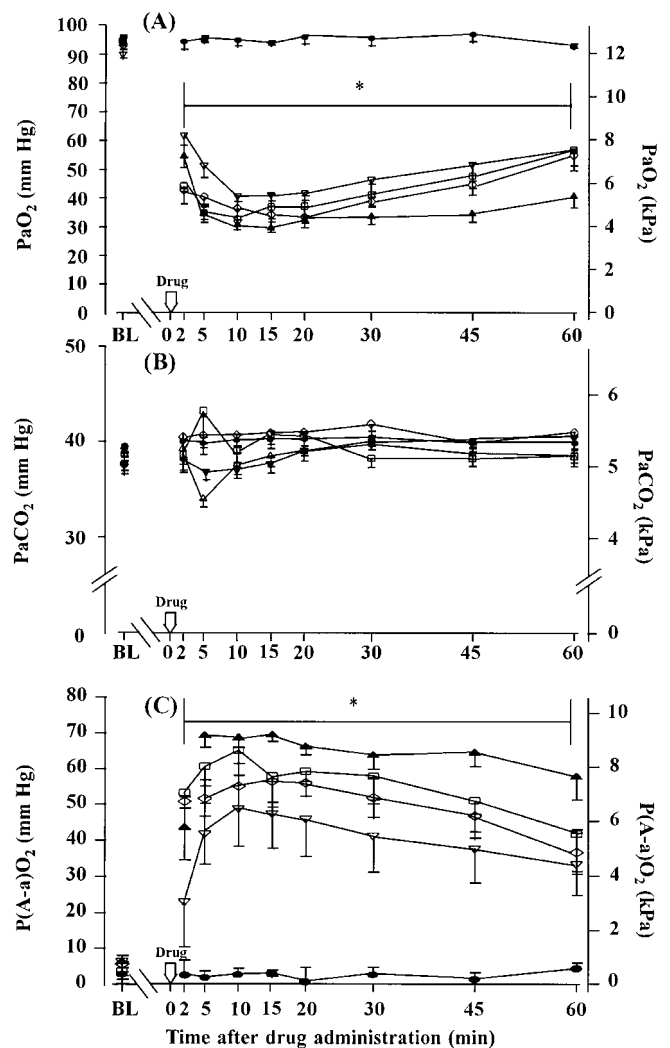 (A)
100
90
80
70
60
50
40
30
20
10
0
PaO2 (mm Hg)
12
10
8
6
4
2
0
PaO2 (kPa)
*
Drug
BL 0 2 5 10 15 20 30 45 60
(B)
50
40
30
0
PaCO2 (mm Hg)
6
5
4
0
PaCO2 (kPa)
Drug
BL 0 2 5 10 15 20 30 45 60
(C)
80
70
60
50
40
30
20
10
0
P(A-a)O2 (mm Hg)
10
8
6
4
2
0
P(A-a)O2 (kPa)
*
Drug
BL 0 2 5 10 15 20 30 45 60
Time after drug administration (min)